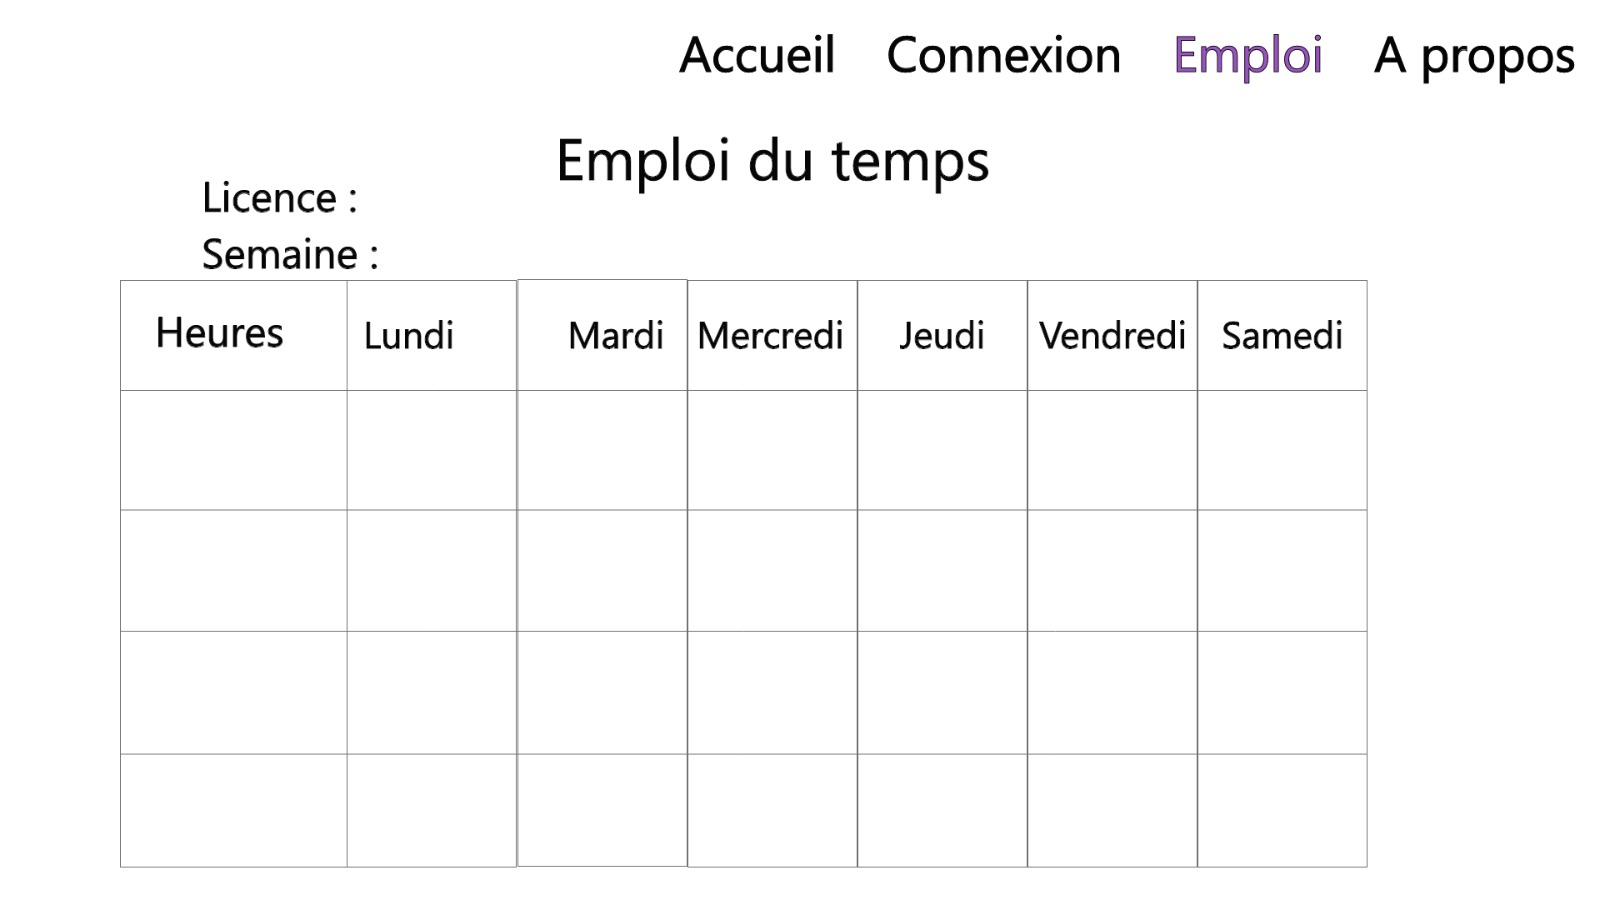 Accueil Connexion Emploi A propos
Emploi du temps
Licence :
Semaine :
Heures Lundi Mardi Mercredi Jeudi Vendredi Samedi